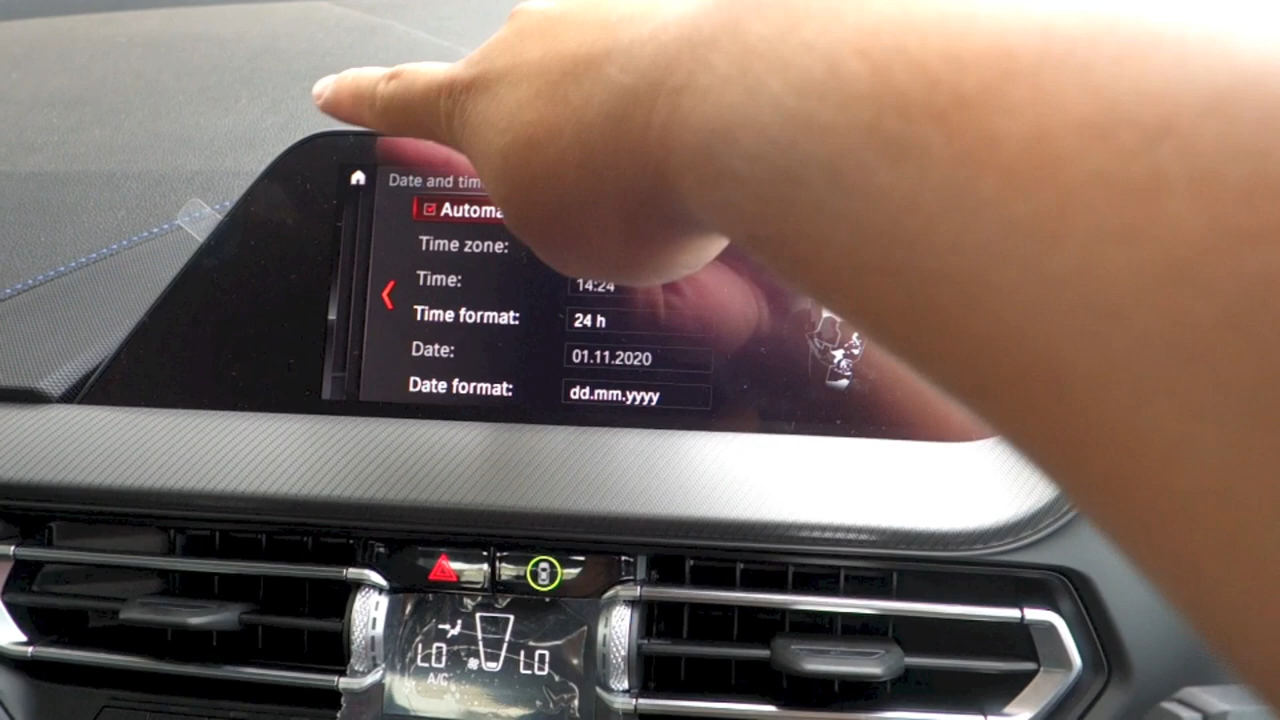 Date and tim
Automa
Time zone:
Time: 14:24
Time format: 24 h
Date: 01.11.2020
Date format: dd.mm.yyyy
LO LO
A/C